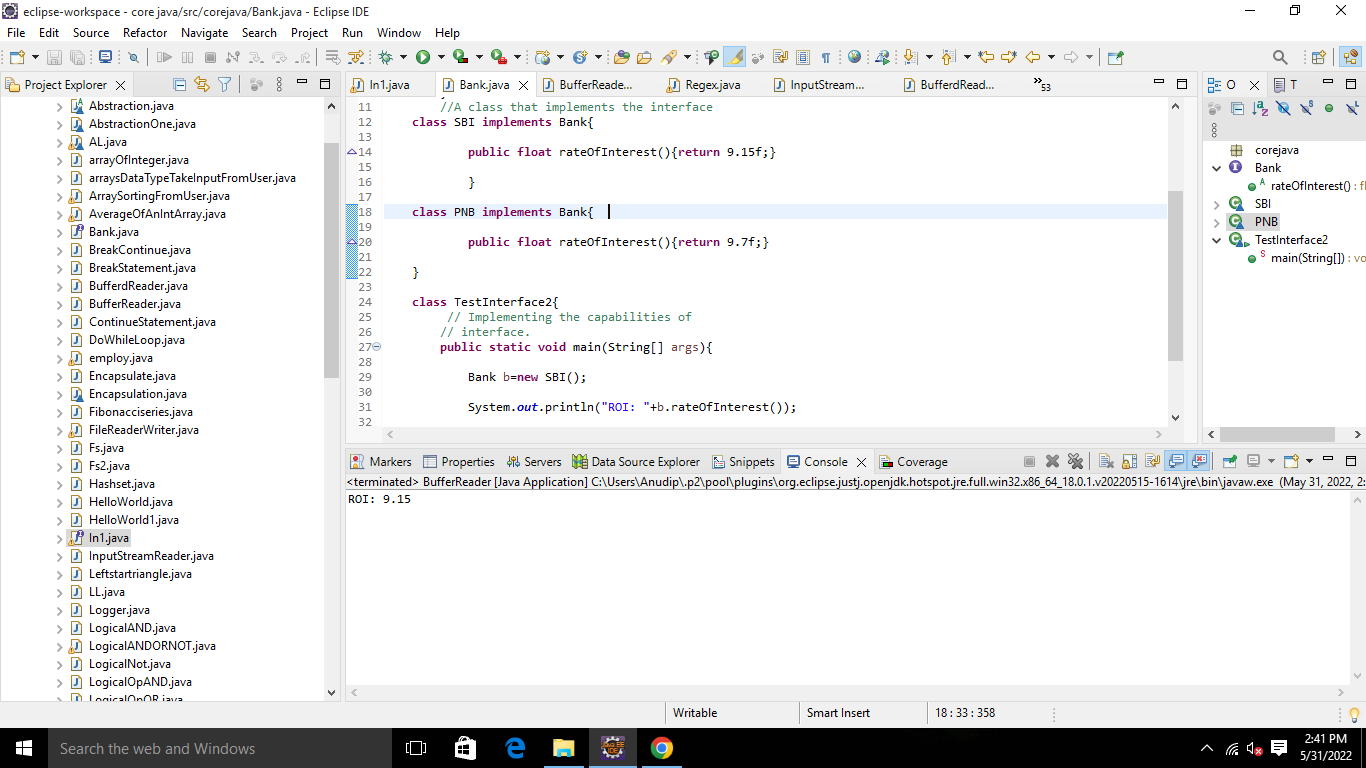 eclipse-workspace - core java/src/corejava/Bank.java - Eclipse IDE
File Edit Source Refactor Navigate Search Project Run Window Help
Project Explorer
Abstraction.java
AbstractionOne.java
AL.java
arrayOfInteger.java
arraysDataTypeTakeInputFromUser.java
ArraySortingFromUser.java
AverageOfAnIntArray.java
Bank.java
BreakContinue.java
BreakStatement.java
BufferdReader.java
BufferReader.java
ContinueStatement.java
DoWhileLoop.java
employ.java
Encapsulate.java
Encapsulation.java
Fibonacciseries.java
FileReaderWriter.java
Fs.java
Fs2.java
Hashset.java
HelloWorld.java
HelloWorld1.java
In1.java
InputStreamReader.java
Leftstartriangle.java
LL.java
Logger.java
LogicalAND.java
LogicalANDORNOT.java
LogicalNot.java
LogicalOpAND.java
LogicalOpOR.java
In1.java Bank.java BufferReade... Regex.java InputStream... BufferdRead... »53
11 //A class that implements the interface
12 class SBI implements Bank{
13
14 public float rateOfInterest(){return 9.15f;}
15
16 }
17
18 class PNB implements Bank{
19
20 public float rateOfInterest(){return 9.7f;}
21
22 }
23
24 class TestInterface2{
25 // Implementing the capabilities of
26 // interface.
27 public static void main(String[] args){
28
29 Bank b=new SBI();
30
31 System.out.println("ROI: "+b.rateOfInterest());
32
O T
corejava
Bank
rateOfInterest() : fl
SBI
PNB
TestInterface2
main(String[]) : vo
Markers Properties Servers Data Source Explorer Snippets Console Coverage
<terminated> BufferReader [Java Application] C:\Users\Anudip\.p2\pool\plugins\org.eclipse.justj.openjdk.hotspot.jre.full.win32.x86_64_18.0.1.v20220515-1614\jre\bin\javaw.exe (May 31, 2022, 2:
ROI: 9.15
Writable Smart Insert 18 : 33 : 358
Search the web and Windows
2:41 PM
5/31/2022